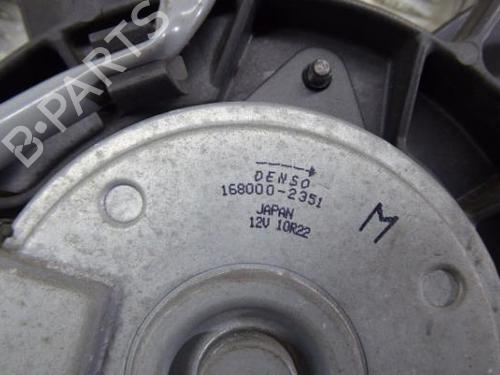 B-PARTS
DENSO
168000-2351
JAPAN
12V 10R22
M